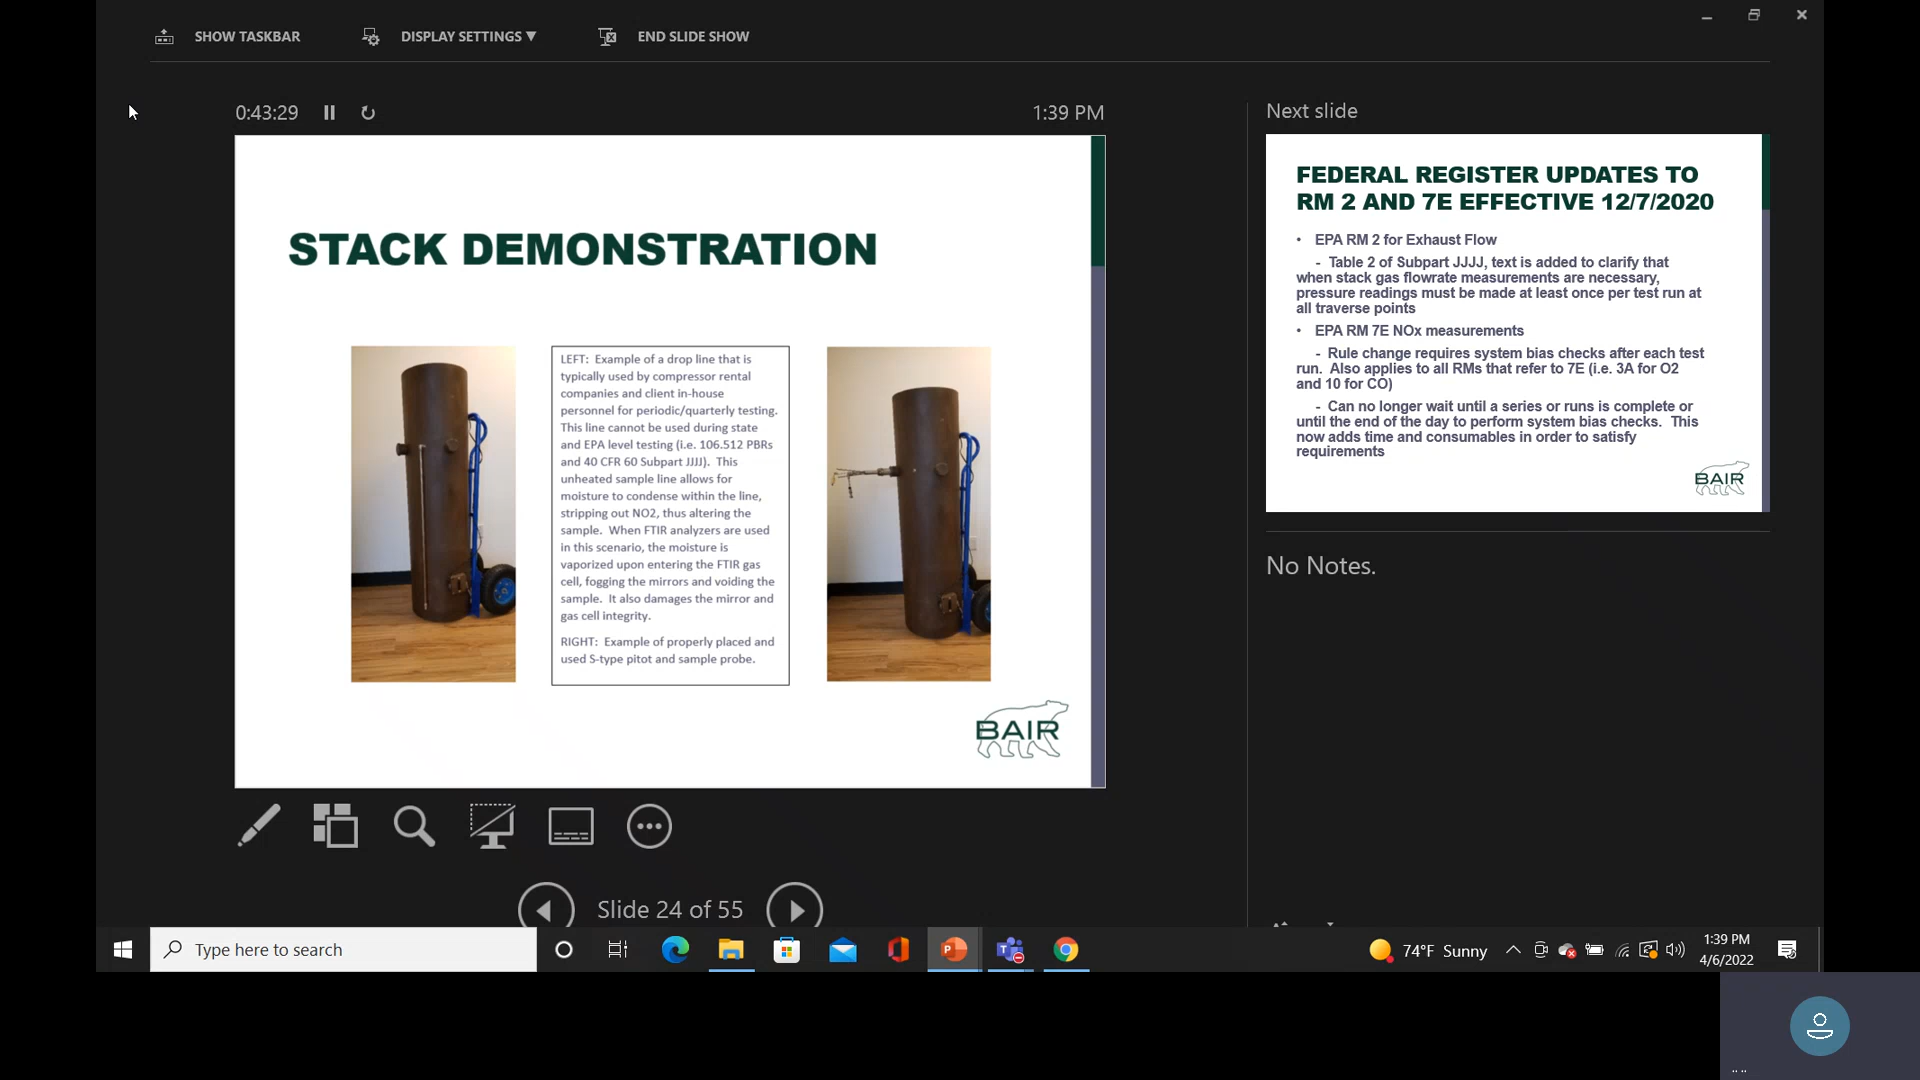 SHOW TASKBAR
DISPLAY SETTINGS ▼
END SLIDE SHOW
0:43:29
1:39 PM
STACK DEMONSTRATION
LEFT: Example of a drop line that is
typically used by compressor rental
companies and client in-house
personnel for periodic/quarterly testing.
This line cannot be used during state
and EPA level testing (i.e. 106.512 PBRs
and 40 CFR 60 Subpart JJJJ). This
unheated sample line allows for
moisture to condense within the line,
stripping out NO2, thus altering the
sample. When FTIR analyzers are used
in this scenario, the moisture is
vaporized upon entering the FTIR gas
cell, fogging the mirrors and voiding the
sample. It also damages the mirror and
gas cell integrity.
RIGHT: Example of properly placed and
used S-type pitot and sample probe.
BAIR
Next slide
FEDERAL REGISTER UPDATES TO
RM 2 AND 7E EFFECTIVE 12/7/2020
• EPA RM 2 for Exhaust Flow
- Table 2 of Subpart JJJJ, text is added to clarify that
when stack gas flowrate measurements are necessary,
pressure readings must be made at least once per test run at
all traverse points
• EPA RM 7E NOx measurements
- Rule change requires system bias checks after each test
run. Also applies to all RMs that refer to 7E (i.e. 3A for O2
and 10 for CO)
- Can no longer wait until a series or runs is complete or
until the end of the day to perform system bias checks. This
now adds time and consumables in order to satisfy
requirements
BAIR
No Notes.
Slide 24 of 55
Type here to search
74°F Sunny
1:39 PM
4/6/2022